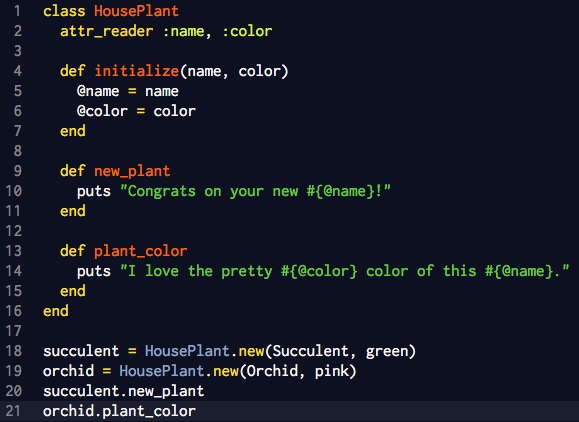 1 class HousePlant
2   attr_reader :name, :color
3
4   def initialize(name, color)
5     @name = name
6     @color = color
7   end
8
9   def new_plant
10     puts "Congrats on your new #{@name}!"
11   end
12
13   def plant_color
14     puts "I love the pretty #{@color} color of this #{@name}."
15   end
16 end
17
18 succulent = HousePlant.new(Succulent, green)
19 orchid = HousePlant.new(Orchid, pink)
20 succulent.new_plant
21 orchid.plant_color